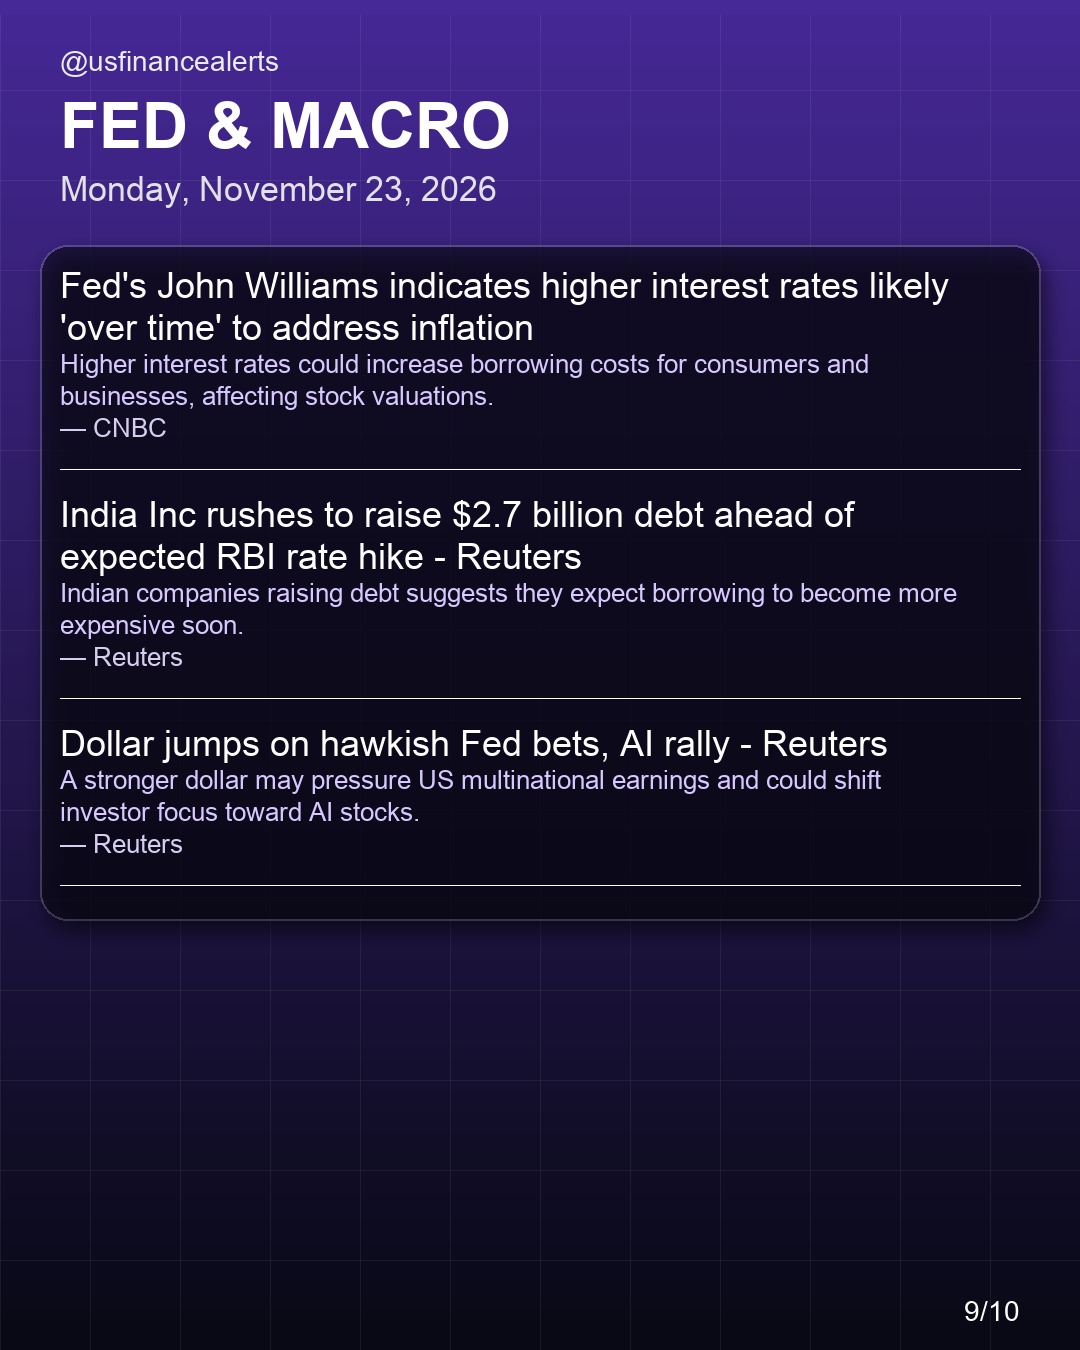 @usfinancealerts
FED & MACRO
Monday, November 23, 2026
Fed's John Williams indicates higher interest rates likely
'over time' to address inflation
Higher interest rates could increase borrowing costs for consumers and
businesses, affecting stock valuations.
— CNBC
India Inc rushes to raise $2.7 billion debt ahead of
expected RBI rate hike - Reuters
Indian companies raising debt suggests they expect borrowing to become more
expensive soon.
— Reuters
Dollar jumps on hawkish Fed bets, AI rally - Reuters
A stronger dollar may pressure US multinational earnings and could shift
investor focus toward AI stocks.
— Reuters
9/10